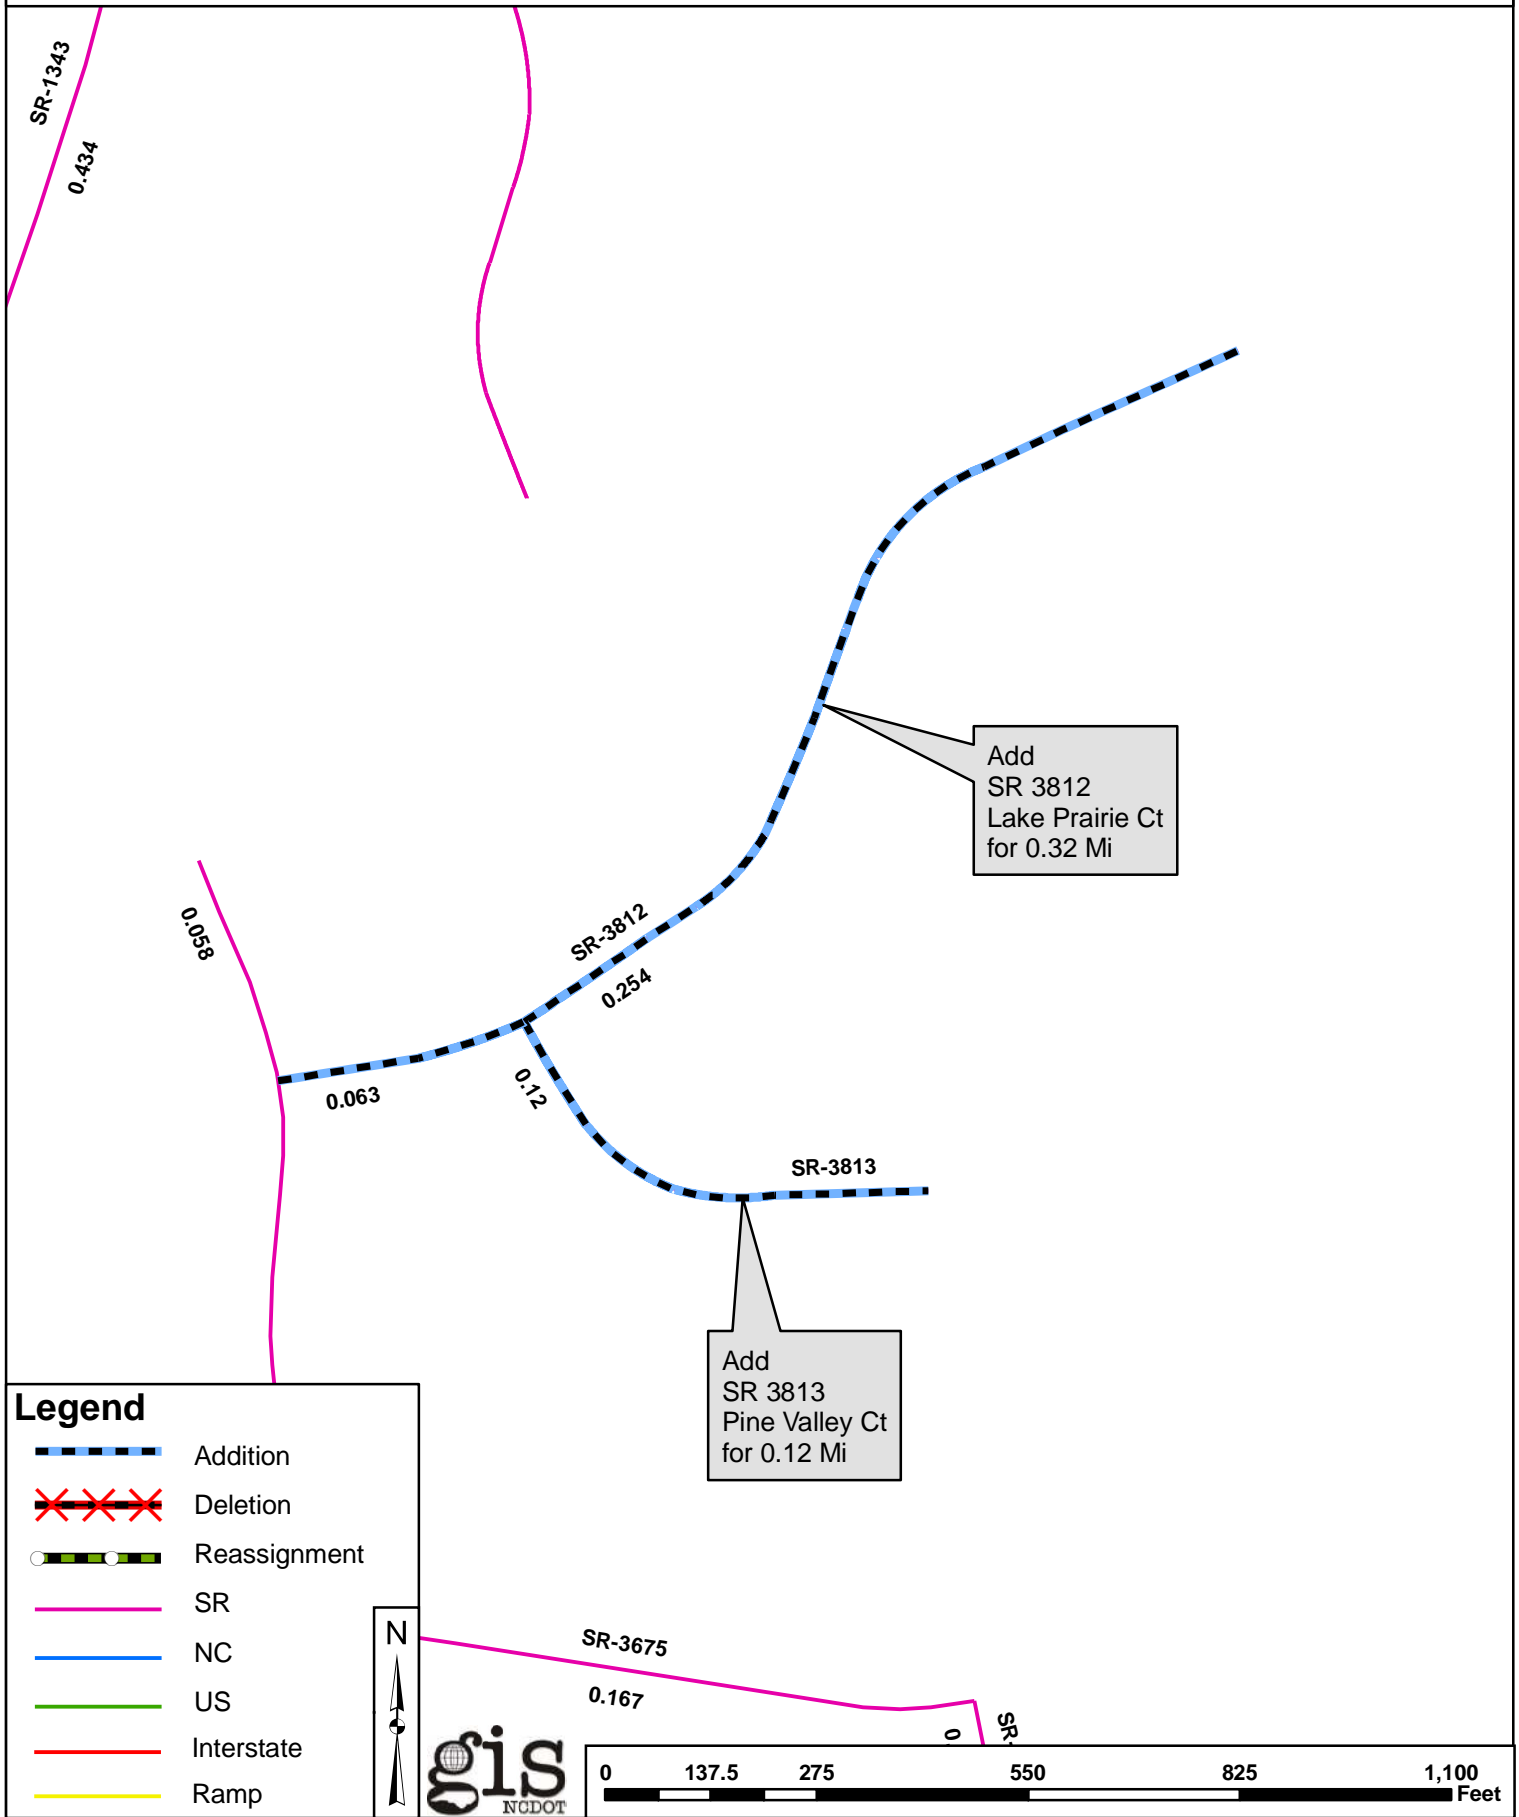 SR-1343
0.434
Add
SR 3812
Lake Prairie Ct
for 0.32 Mi
0.058
SR-3812
0.254
0.063
0.12
SR-3813
Add
SR 3813
Pine Valley Ct
for 0.12 Mi
Legend
Addition
Deletion
Reassignment
SR
NC
US
Interstate
Ramp
N
SR-3675
0.167
SR-
0.
gis
NCDOT
0 137.5 275 550 825 1,100
Feet